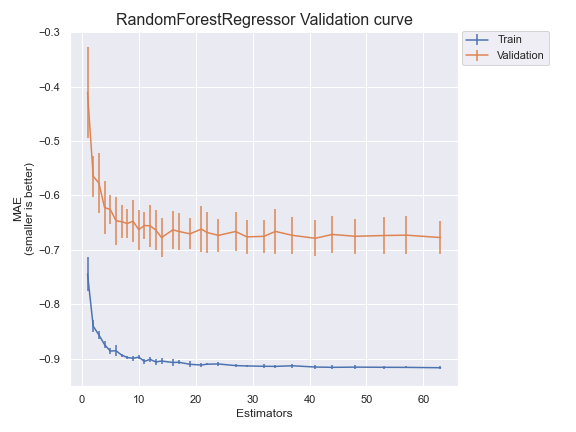 RandomForestRegressor Validation curve
−0.3
−0.4
−0.5
−0.6
−0.7
−0.8
−0.9
MAE
(smaller is better)
0
10
20
30
40
50
60
Estimators
Train
Validation